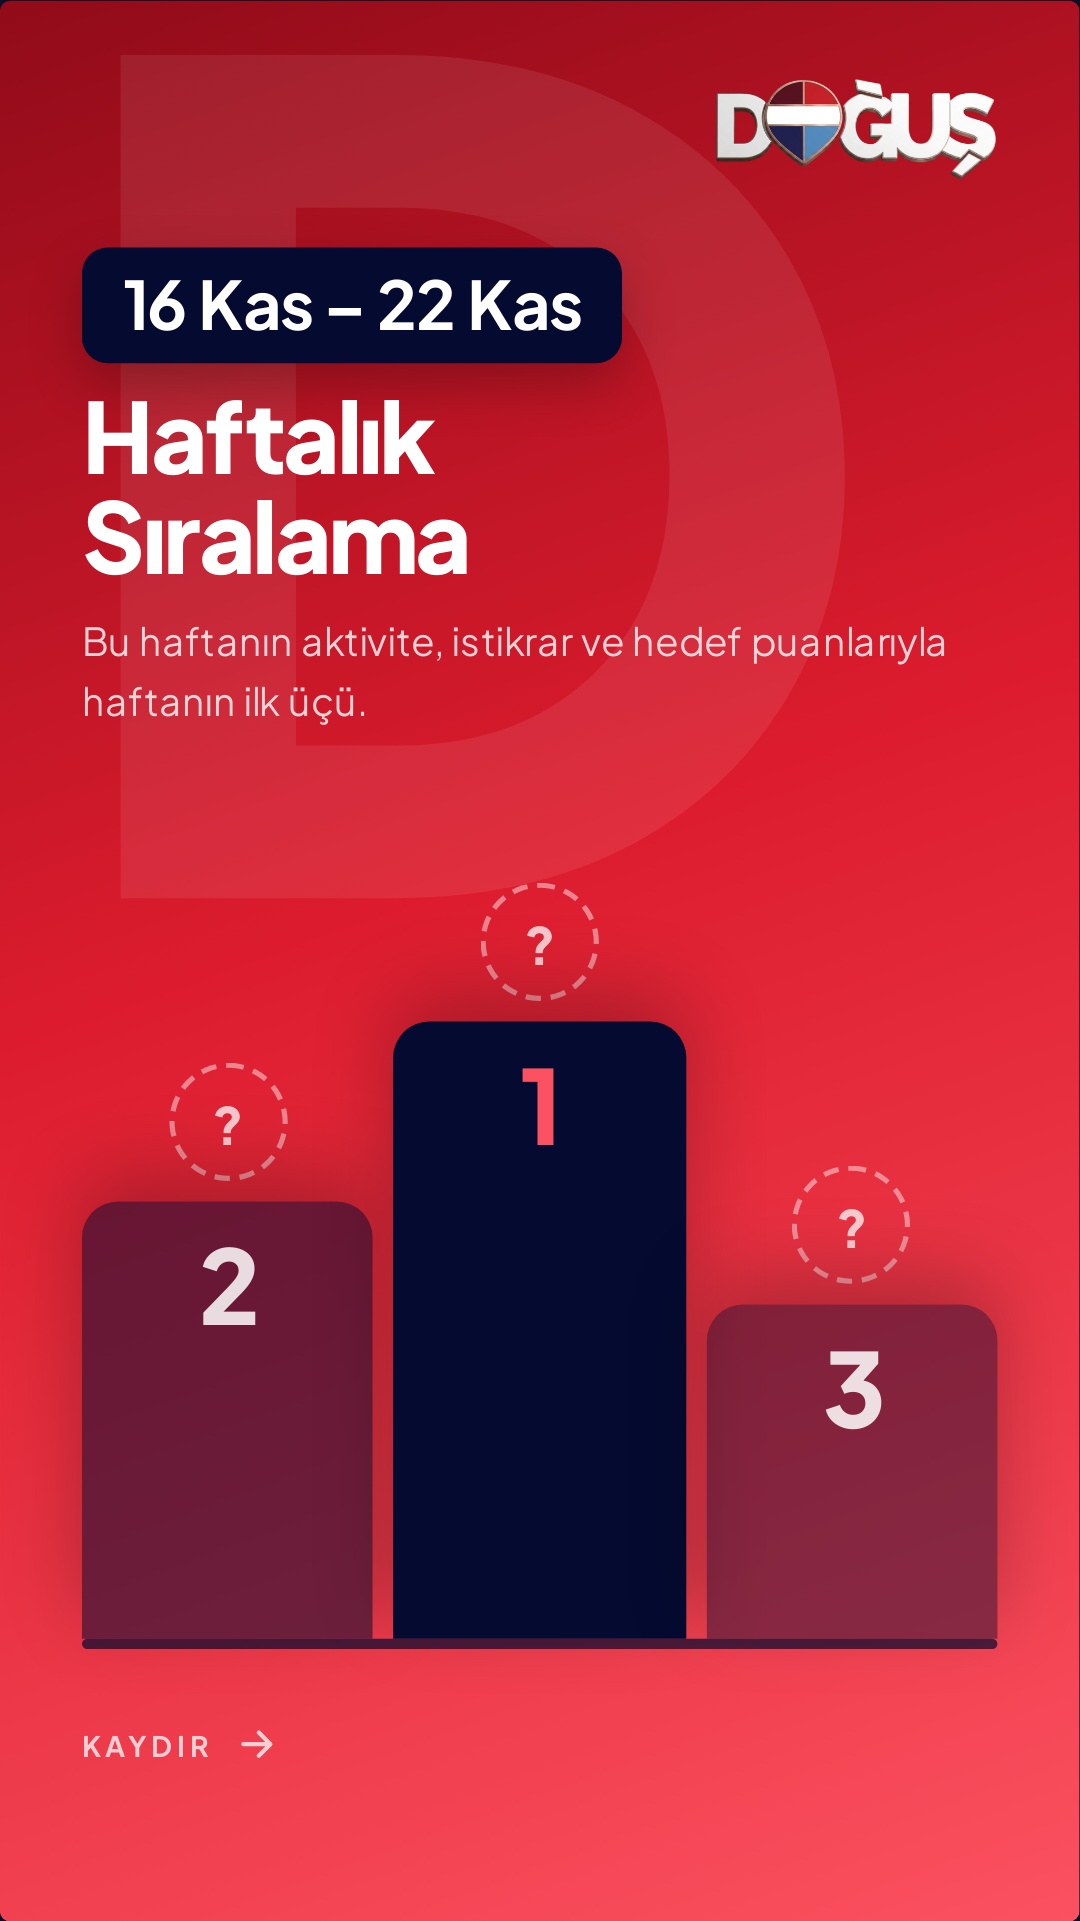 DOĞUŞ
16 Kas – 22 Kas
Haftalık
Sıralama
Bu haftanın aktivite, istikrar ve hedef puanlarıyla
haftanın ilk üçü.
?
1
?
2
?
3
KAYDIR →